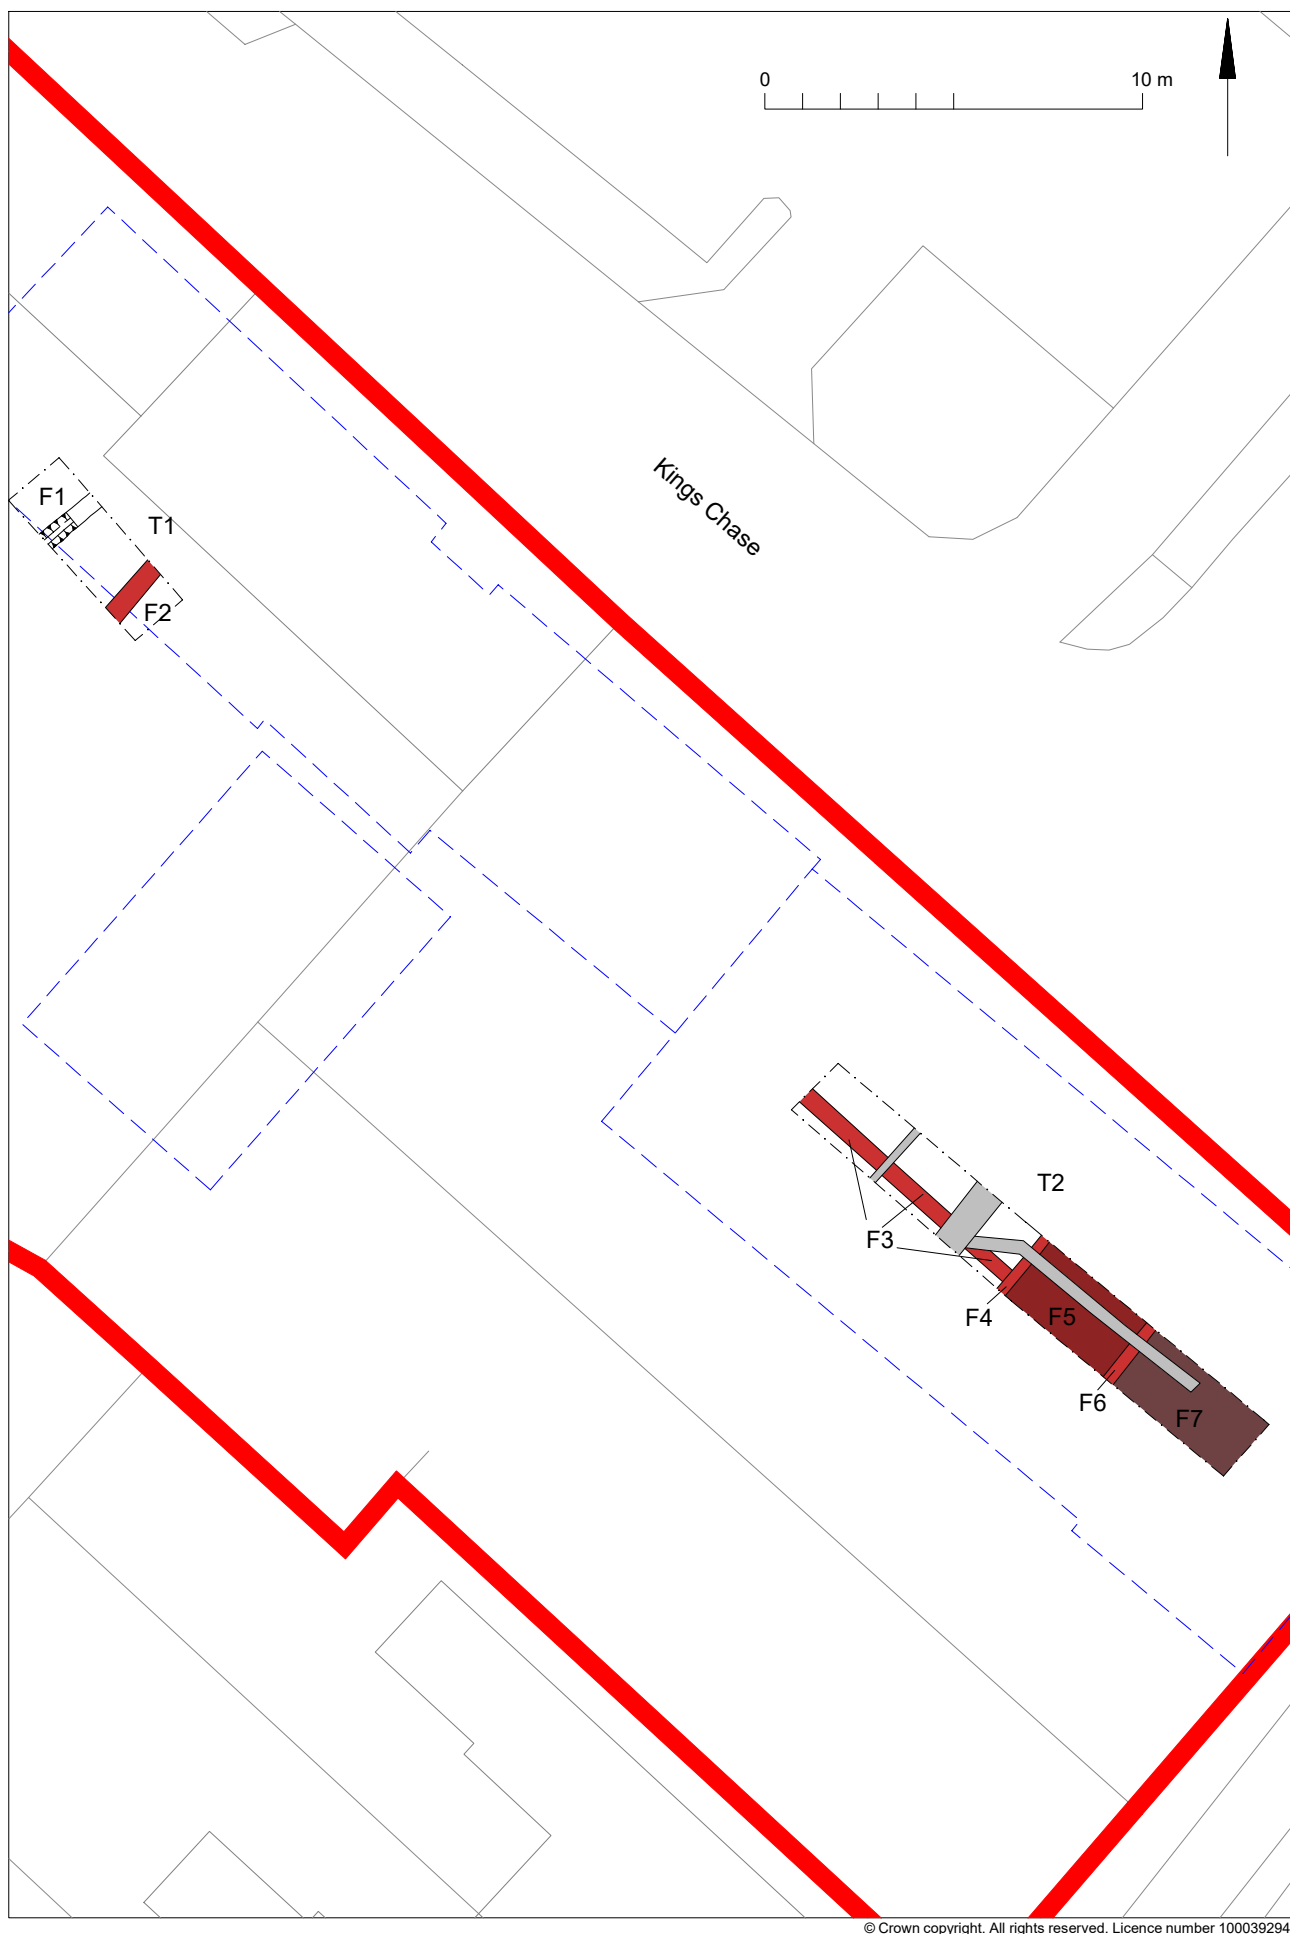 0
10 m
Kings Chase
F1
T1
F2
T2
F3
F4
F5
F6
F7
© Crown copyright. All rights reserved. Licence number 100039294